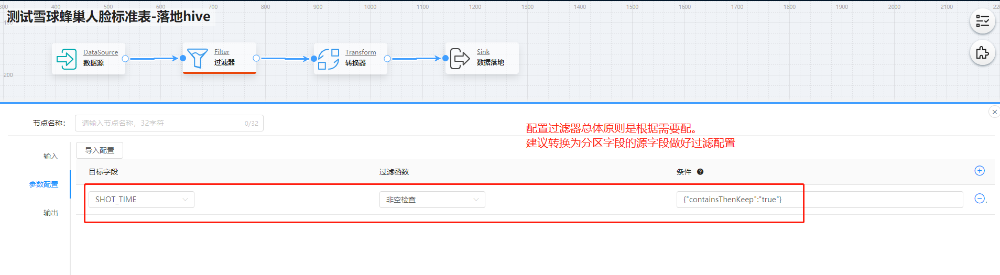 300 400 500 600 700 800 900 1000 1100 1200 1300 1400 1500 1600 1700 1800 1900 2000 2100
测试雪球蜂巢人脸标准表-落地hive
100
DataSource
数据源
Filter
过滤器
Transform
转换器
Sink
数据落地
200
节点名称：
请输入节点名称，32字符
0/32
配置过滤器总体原则是根据需要配。
建议转换为分区字段的源字段做好过滤配置
输入
参数配置
输出
导入配置
目标字段 过滤函数 条件
SHOT_TIME 非空检查 {"containsThenKeep":"true"}